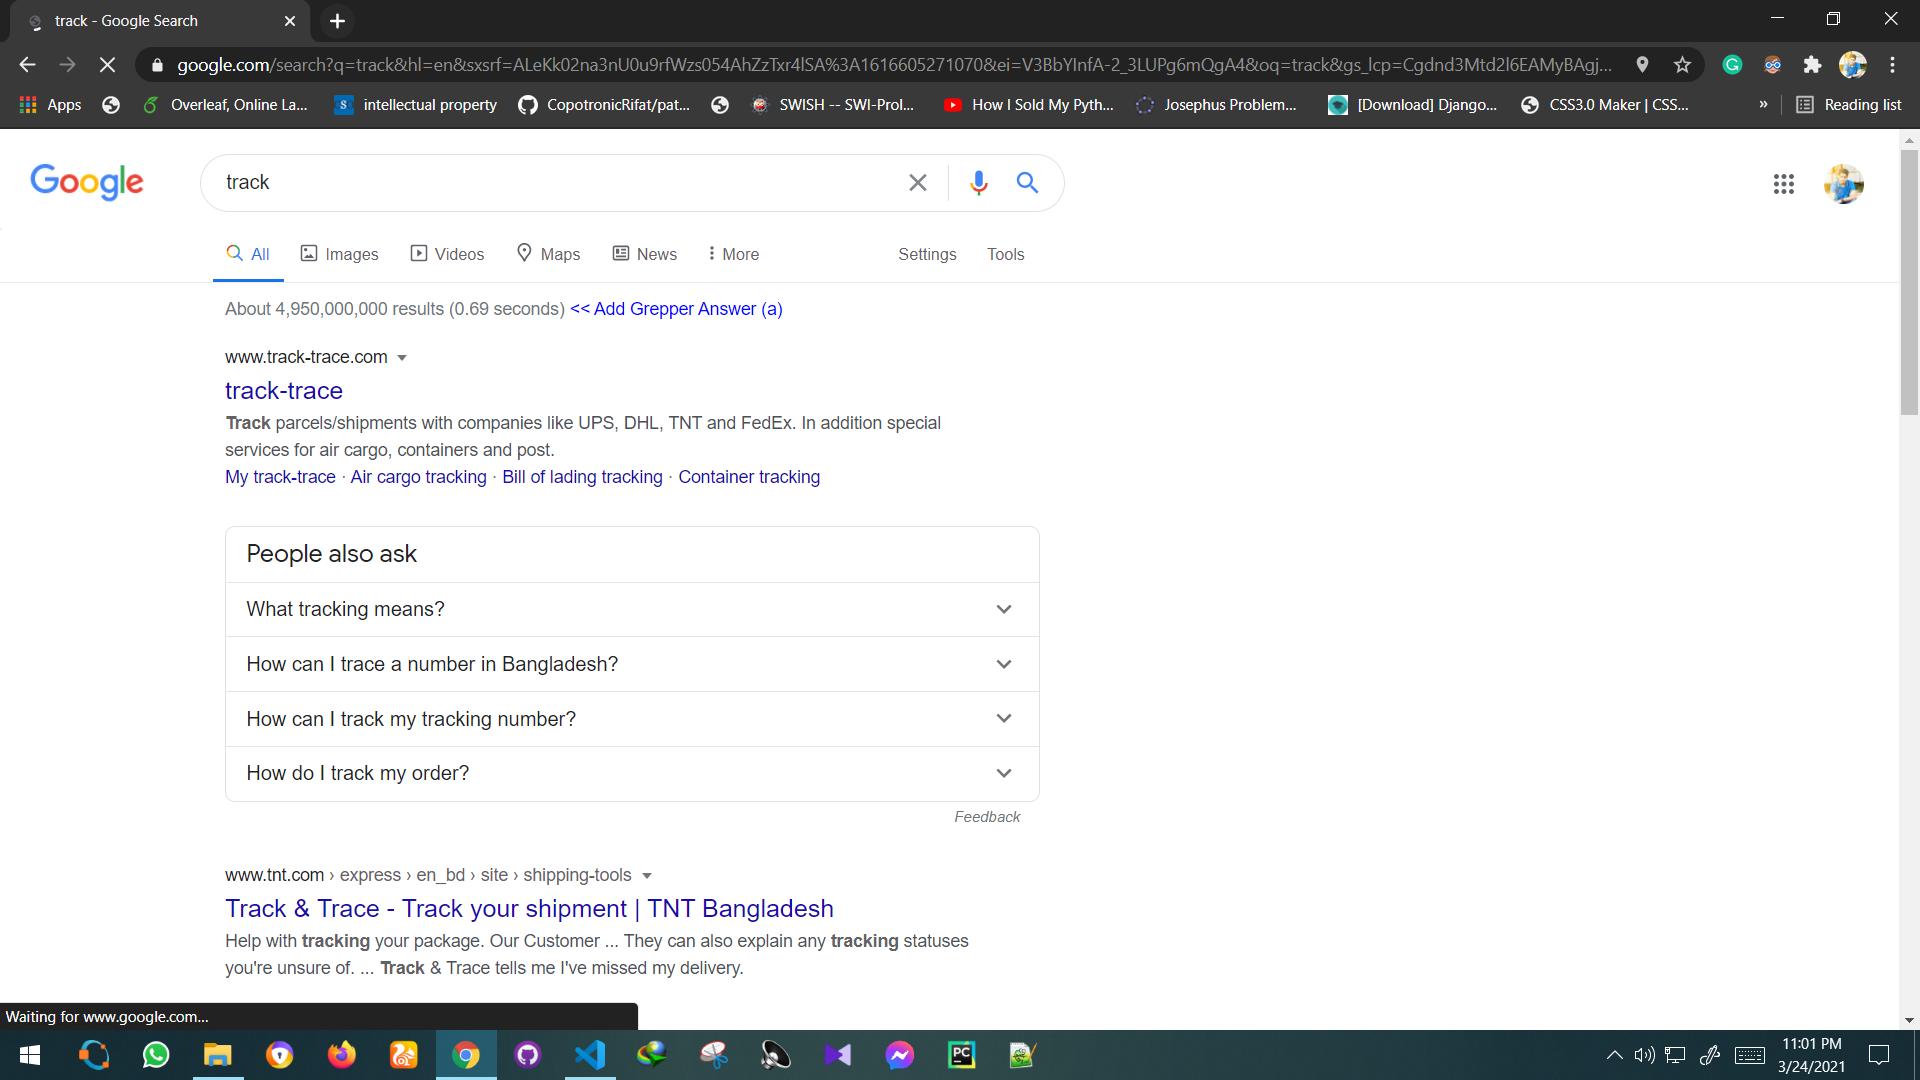 track - Google Search
google.com/search?q=track&hl=en&sxsrf=ALeKk02na3nU0u9rfWzs054AhZzTxr4lSA%3A1616605271070&ei=V3BbYInfA-2_3LUPg6mQgA4&oq=track&gs_lcp=Cgdnd3Mtd2l6EAMyBAgj...
Apps
Overleaf, Online La...
intellectual property
CopotronicRifat/pat...
SWISH -- SWI-Prol...
How I Sold My Pyth...
Josephus Problem...
[Download] Django...
CSS3.0 Maker | CSS...
»
Reading list
Google
track
All
Images
Videos
Maps
News
More
Settings
Tools
About 4,950,000,000 results (0.69 seconds) << Add Grepper Answer (a)
www.track-trace.com
track-trace
Track parcels/shipments with companies like UPS, DHL, TNT and FedEx. In addition special
services for air cargo, containers and post.
My track-trace · Air cargo tracking · Bill of lading tracking · Container tracking
People also ask
What tracking means?
How can I trace a number in Bangladesh?
How can I track my tracking number?
How do I track my order?
Feedback
www.tnt.com › express › en_bd › site › shipping-tools
Track & Trace - Track your shipment | TNT Bangladesh
Help with tracking your package. Our Customer ... They can also explain any tracking statuses
you're unsure of. ... Track & Trace tells me I've missed my delivery.
Waiting for www.google.com...
PC
11:01 PM
3/24/2021